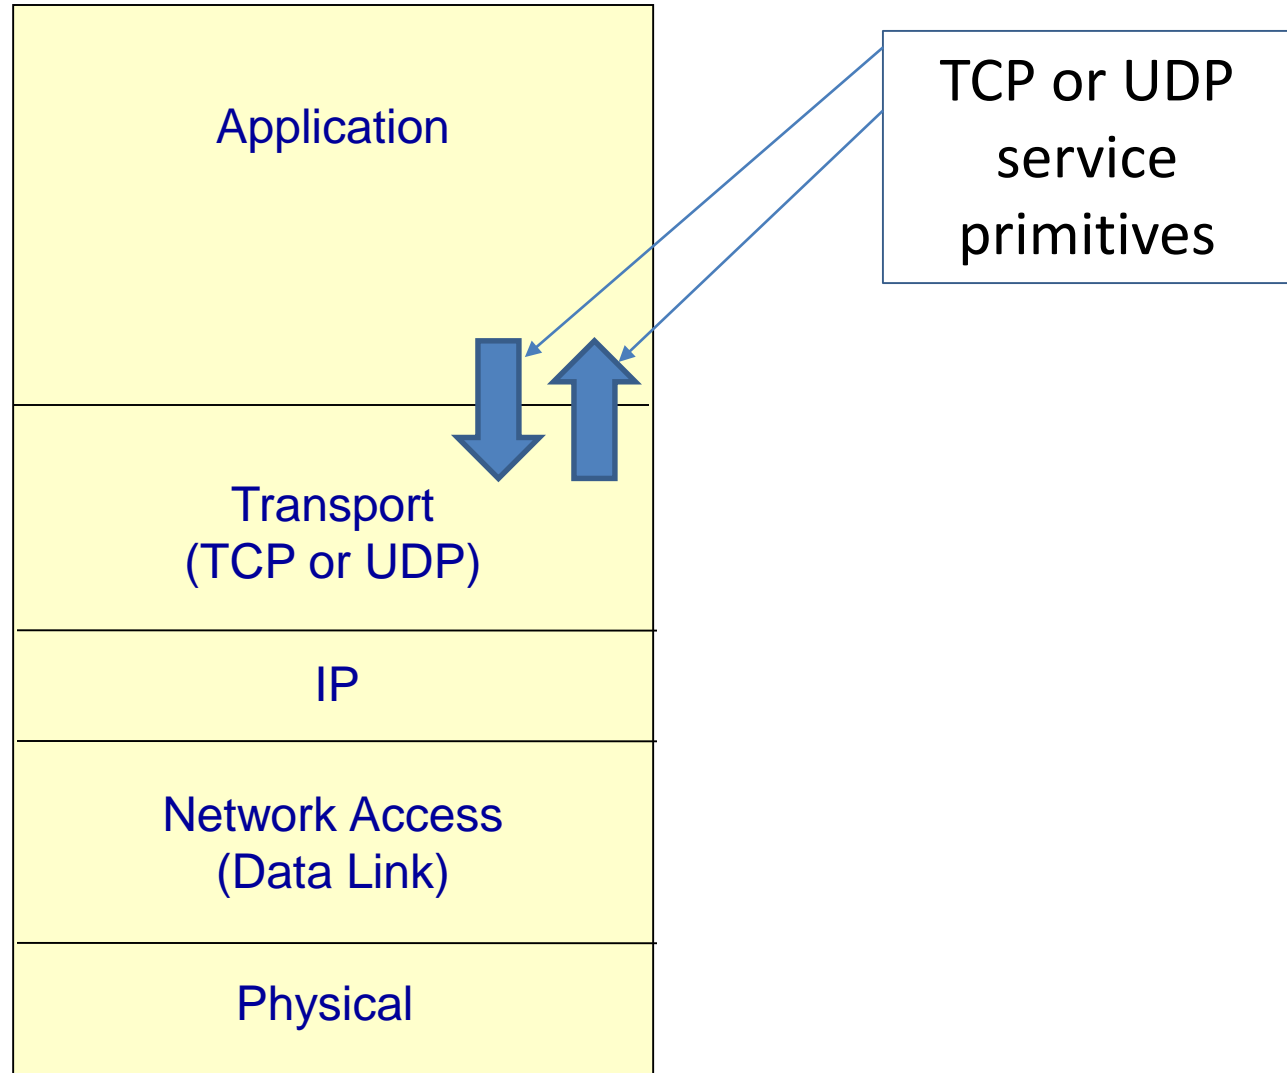 Application
TCP or UDP
service
primitives
Transport
(TCP or UDP)
IP
Network Access
(Data Link)
Physical